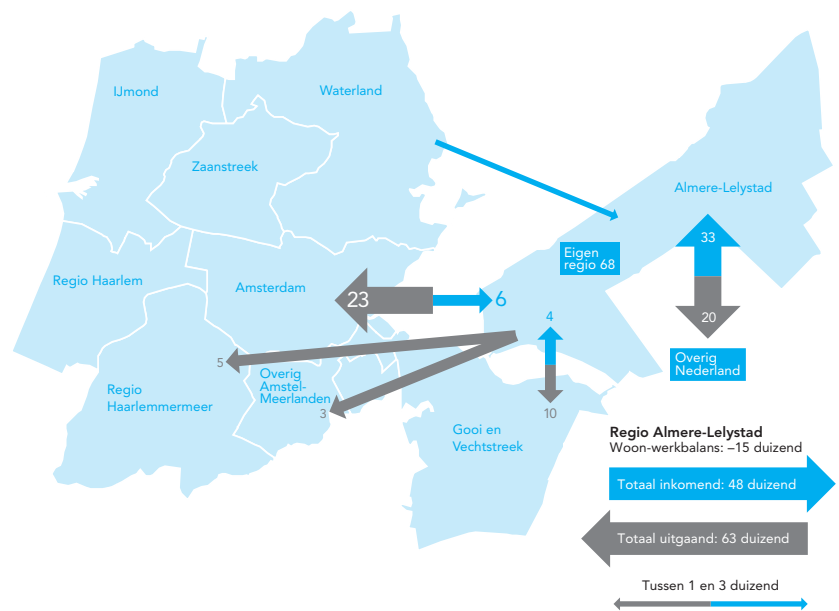 IJmond
Waterland
Zaanstreek
Almere-Lelystad
33
Eigen
regio 68
Regio Haarlem
Amsterdam
23
6
4
20
5
Overig
Amstel-
Meerlanden
Overig
Nederland
Regio
Haarlemmermeer
3
10
Gooi en
Vechtstreek
Regio Almere-Lelystad
Woon-werkbalans: –15 duizend
Totaal inkomend: 48 duizend
Totaal uitgaand: 63 duizend
Tussen 1 en 3 duizend